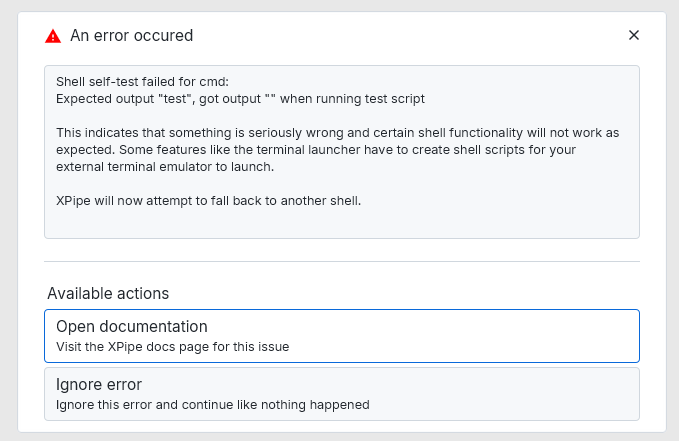 An error occured
Shell self-test failed for cmd:
Expected output "test", got output "" when running test script
This indicates that something is seriously wrong and certain shell functionality will not work as
expected. Some features like the terminal launcher have to create shell scripts for your
external terminal emulator to launch.
XPipe will now attempt to fall back to another shell.
Available actions
Open documentation
Visit the XPipe docs page for this issue
Ignore error
Ignore this error and continue like nothing happened